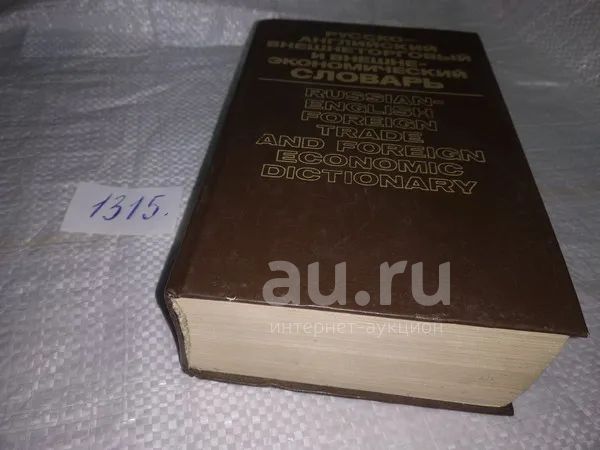 РУССКО-
АНГЛИЙСКИЙ
ВНЕШНЕТОРГОВЫЙ
И ВНЕШНЕ-
ЭКОНОМИЧЕСКИЙ
СЛОВАРЬ
RUSSIAN-
ENGLISH
FOREIGN
TRADE
AND FOREIGN
ECONOMIC
DICTIONARY
1315.
au.ru
интернет-аукцион